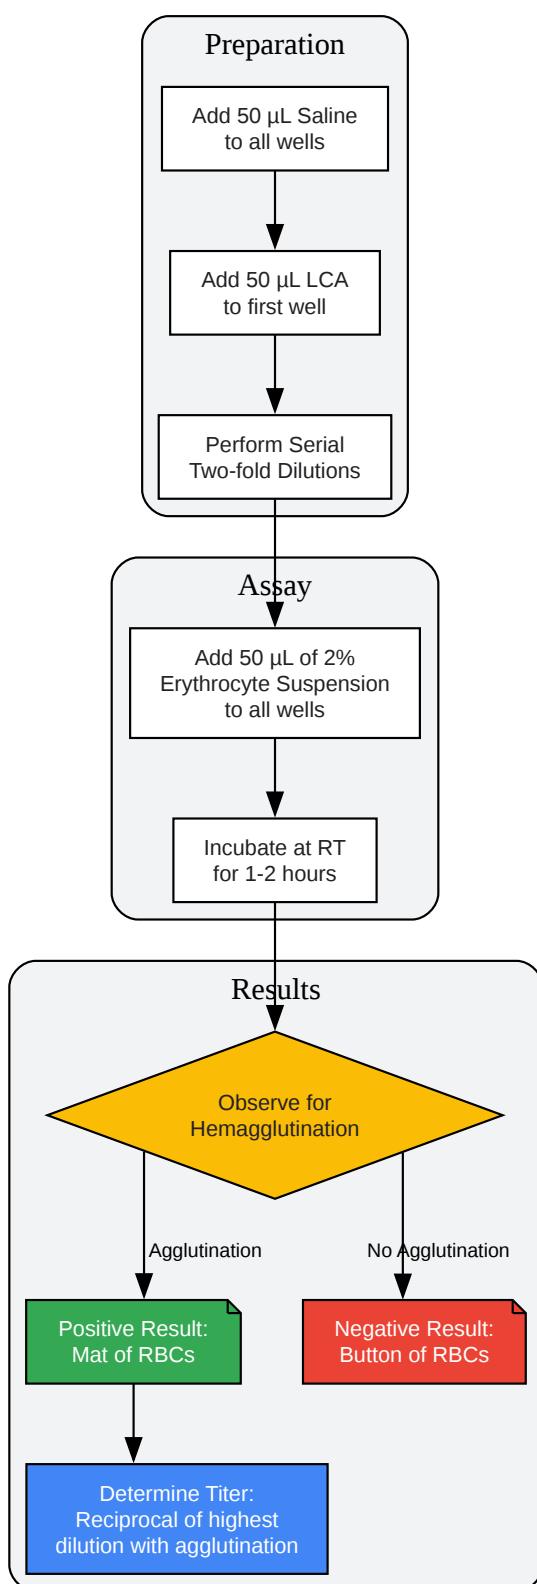 Preparation
Add 50 µL Saline
to all wells
Add 50 µL LCA
to first well
Perform Serial
Two-fold Dilutions
Assay
Add 50 µL of 2%
Erythrocyte Suspension
to all wells
Incubate at RT
for 1-2 hours
Results
Observe for
Hemagglutination
Agglutination
No Agglutination
Positive Result:
Mat of RBCs
Negative Result:
Button of RBCs
Determine Titer:
Reciprocal of highest
dilution with agglutination